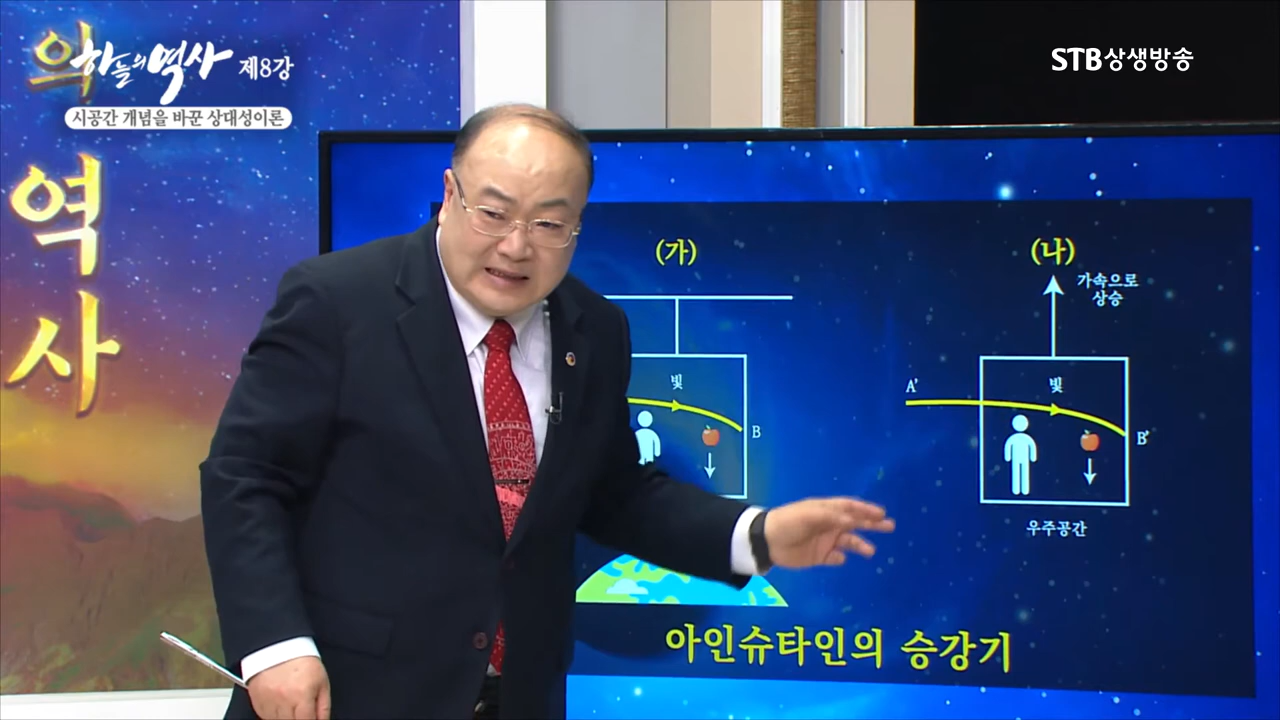 하늘의 역사 제8강
시공간 개념을 바꾼 상대성이론
STB상생방송
의
역
사
(가)
빛
B
(나)
가속으로
상승
A'
빛
B'
우주공간
아인슈타인의 승강기